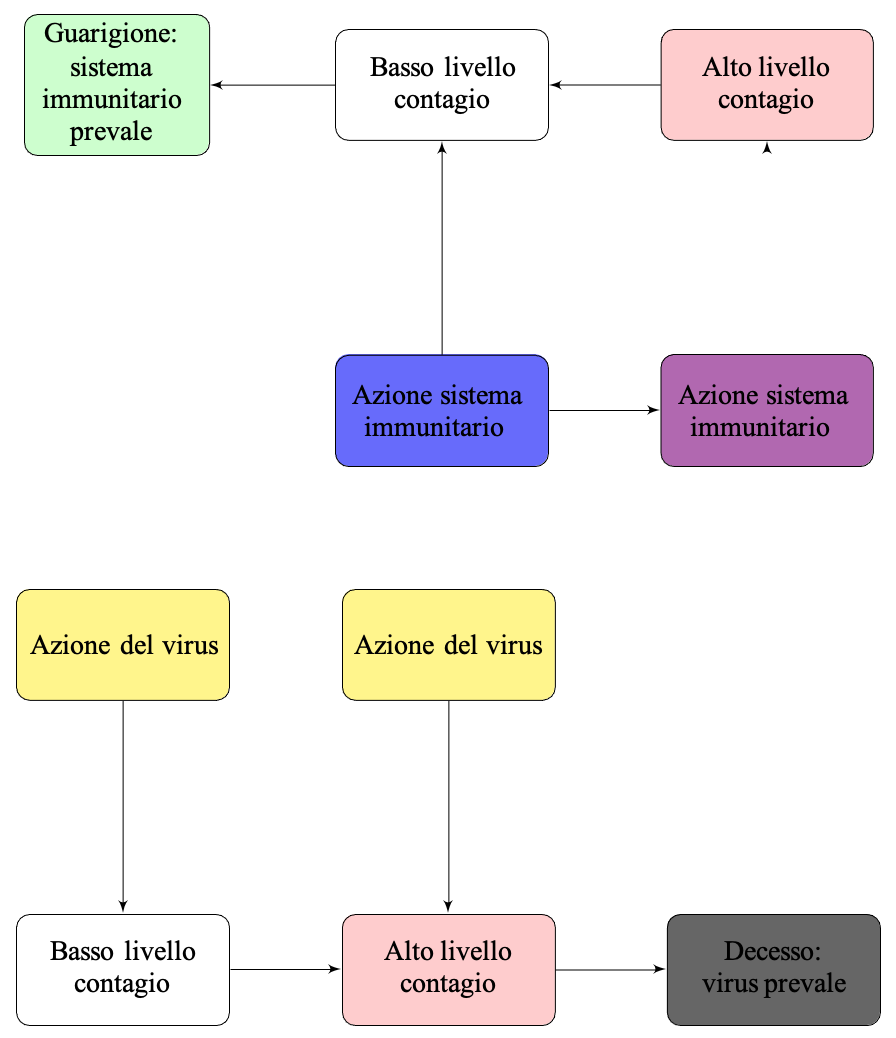 Guarigione:
sistema
immunitario
prevale
Basso livello
contagio
Alto livello
contagio
Azione sistema
immunitario
Azione sistema
immunitario
Azione del virus
Azione del virus
Basso livello
contagio
Alto livello
contagio
Decesso:
virus prevale